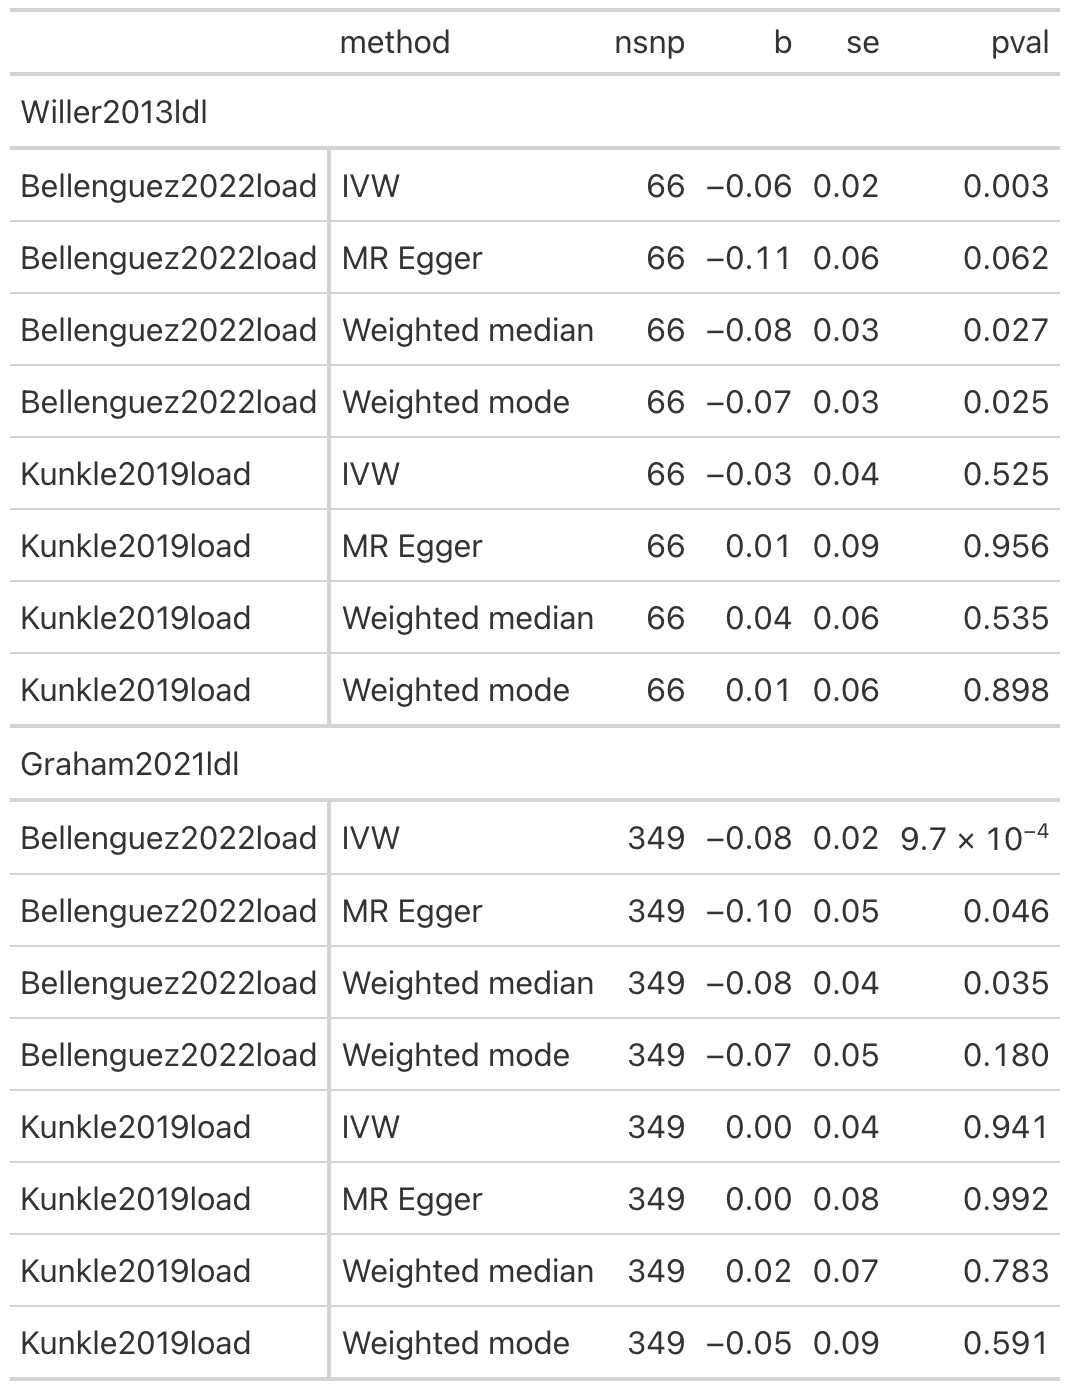 method nsnp b se pval
Willer2013ldl
Bellenguez2022load IVW 66 −0.06 0.02 0.003
Bellenguez2022load MR Egger 66 −0.11 0.06 0.062
Bellenguez2022load Weighted median 66 −0.08 0.03 0.027
Bellenguez2022load Weighted mode 66 −0.07 0.03 0.025
Kunkle2019load IVW 66 −0.03 0.04 0.525
Kunkle2019load MR Egger 66 0.01 0.09 0.956
Kunkle2019load Weighted median 66 0.04 0.06 0.535
Kunkle2019load Weighted mode 66 0.01 0.06 0.898
Graham2021ldl
Bellenguez2022load IVW 349 −0.08 0.02 9.7 × 10⁻⁴
Bellenguez2022load MR Egger 349 −0.10 0.05 0.046
Bellenguez2022load Weighted median 349 −0.08 0.04 0.035
Bellenguez2022load Weighted mode 349 −0.07 0.05 0.180
Kunkle2019load IVW 349 0.00 0.04 0.941
Kunkle2019load MR Egger 349 0.00 0.08 0.992
Kunkle2019load Weighted median 349 0.02 0.07 0.783
Kunkle2019load Weighted mode 349 −0.05 0.09 0.591